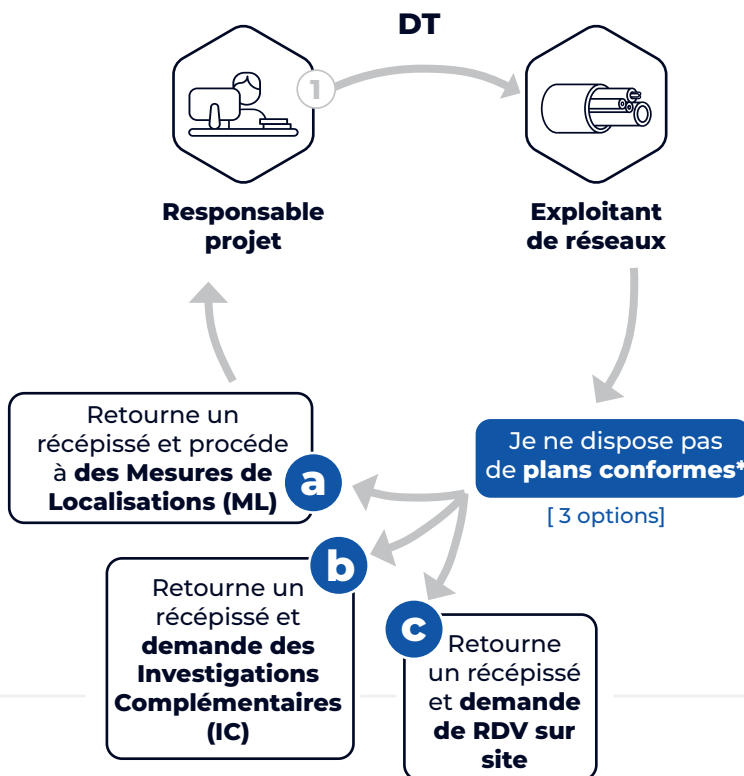 DT
1
Responsable
projet
Exploitant
de réseaux
Retourne un
récépissé et procéde
à des Mesures de
Localisations (ML)
a
Je ne dispose pas
de plans conformes*
[ 3 options]
b
Retourne un
récépissé et
demande des
Investigations
Complémentaires
(IC)
c
Retourne
un récépissé
et demande
de RDV sur
site